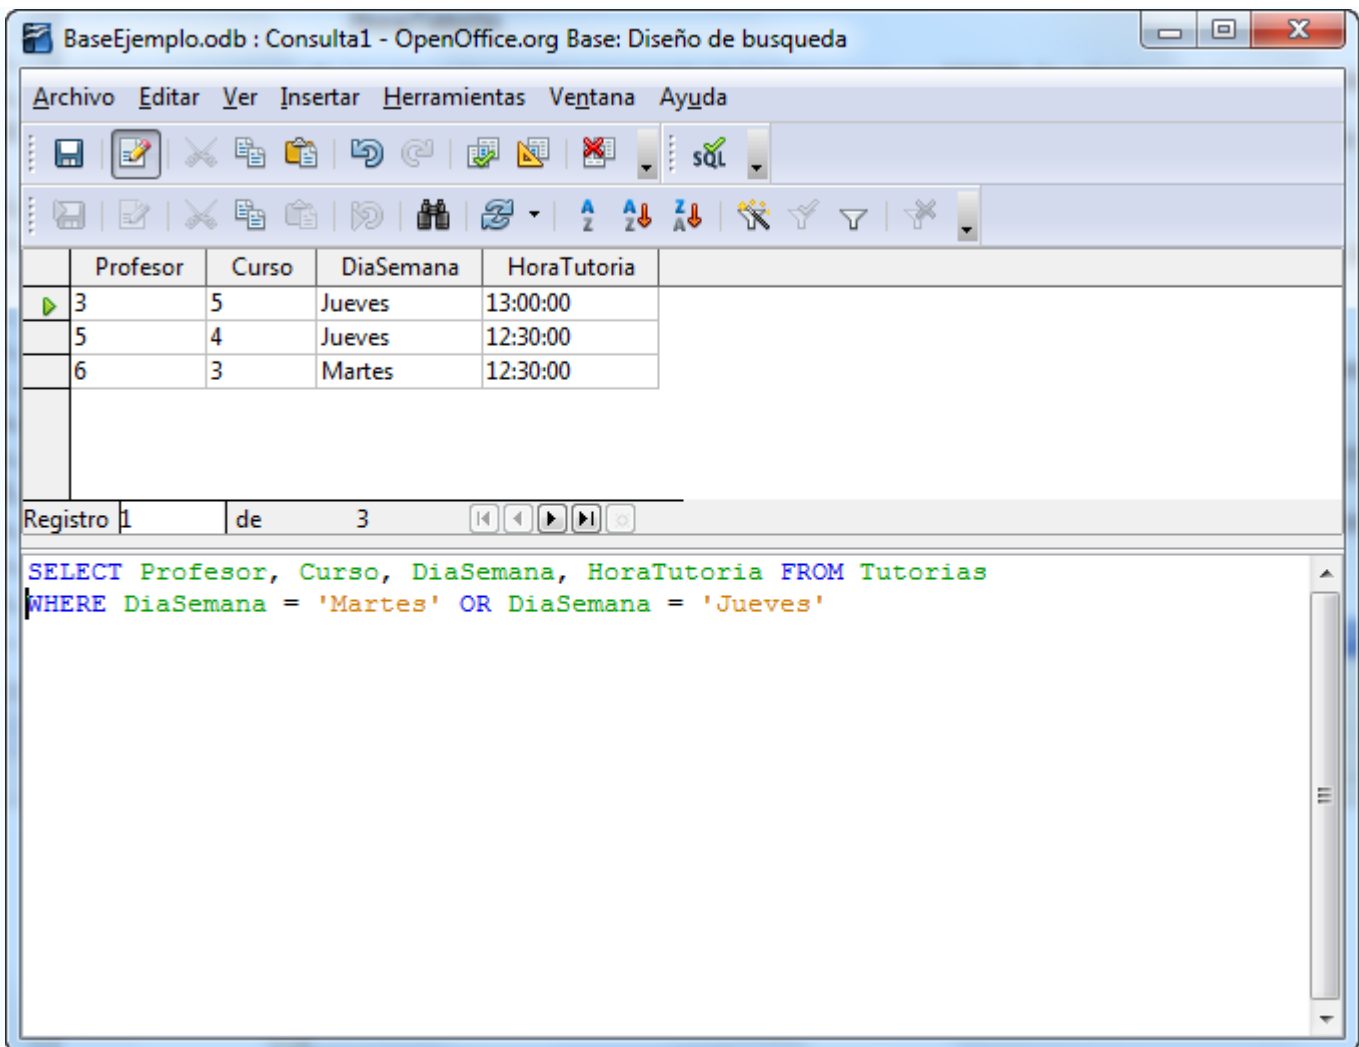 BaseEjemplo.odb : Consulta1 - OpenOffice.org Base: Diseño de busqueda
Archivo Editar Ver Insertar Herramientas Ventana Ayuda
SQL
A Z A Z Z A
Profesor Curso DiaSemana HoraTutoria
3 5 Jueves 13:00:00
5 4 Jueves 12:30:00
6 3 Martes 12:30:00
Registro 1 de 3
SELECT Profesor, Curso, DiaSemana, HoraTutoria FROM Tutorias
WHERE DiaSemana = 'Martes' OR DiaSemana = 'Jueves'